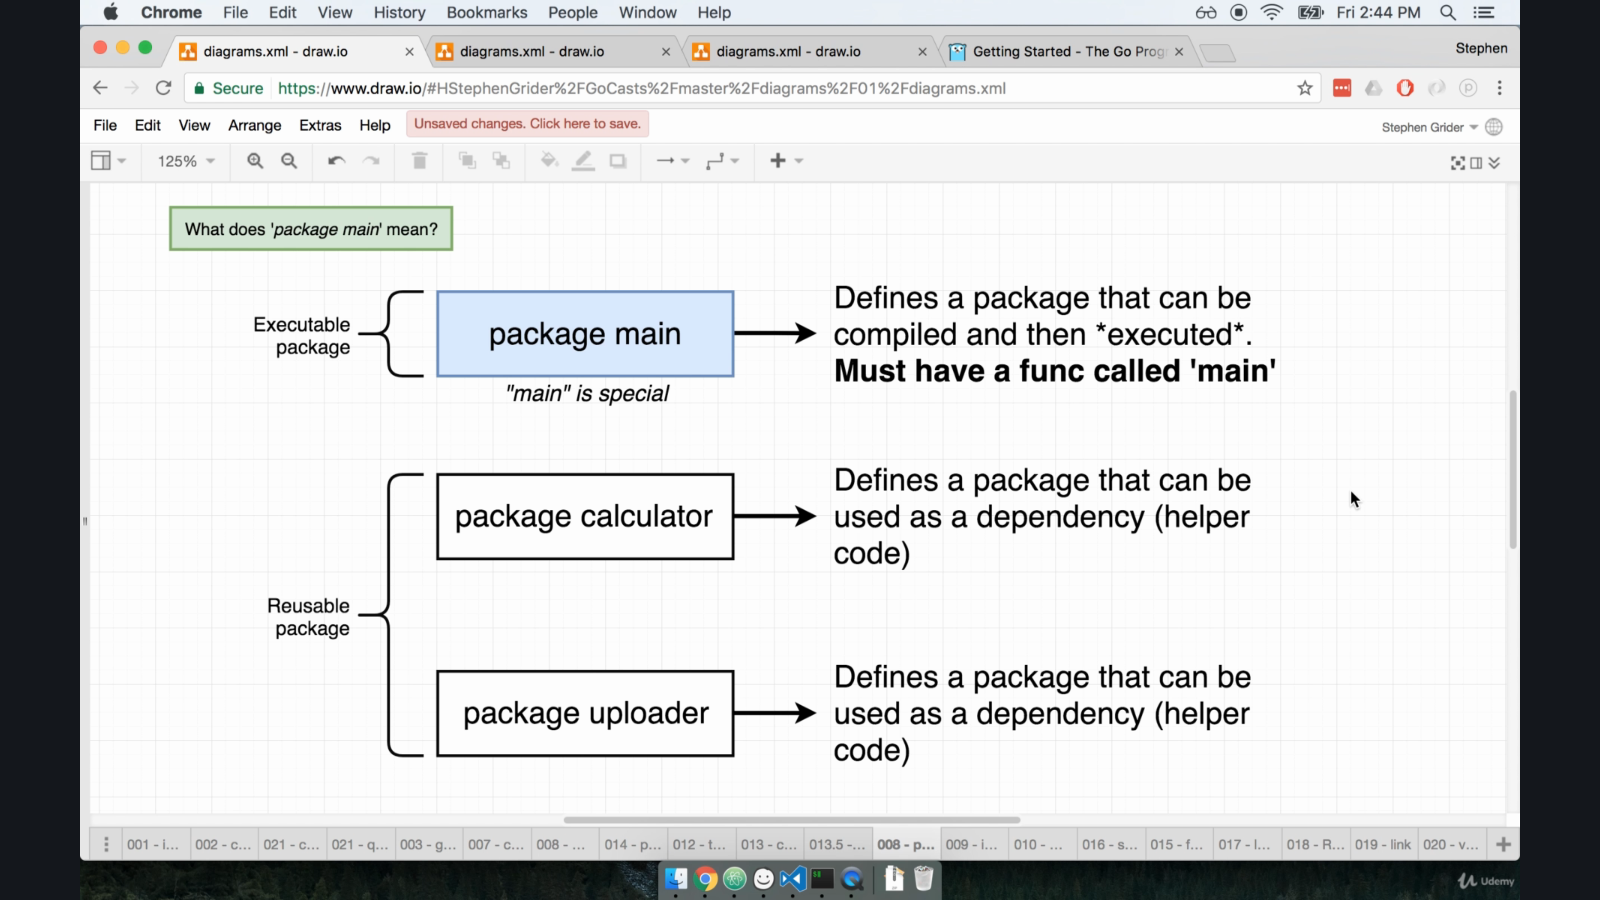 Chrome File Edit View History Bookmarks People Window Help Fri 2:44 PM
diagrams.xml - draw.io diagrams.xml - draw.io diagrams.xml - draw.io Getting Started - The Go Prog Stephen
Secure https://www.draw.io/#HStephenGrider%2FGoCasts%2Fmaster%2Fdiagrams%2F01%2Fdiagrams.xml
File Edit View Arrange Extras Help Unsaved changes. Click here to save. Stephen Grider
125%
What does 'package main' mean?
Executable
package
package main
"main" is special
Defines a package that can be
compiled and then *executed*.
Must have a func called 'main'
Reusable
package
package calculator
Defines a package that can be
used as a dependency (helper
code)
package uploader
Defines a package that can be
used as a dependency (helper
code)
001 - i... 002 - c... 021 - c... 021 - q... 003 - g... 007 - c... 008 - ... 014 - p... 012 - t... 013 - c... 013.5 -... 008 - p... 009 - i... 010 - ... 016 - s... 015 - f... 017 - l... 018 - R... 019 - link 020 - v...
Udemy